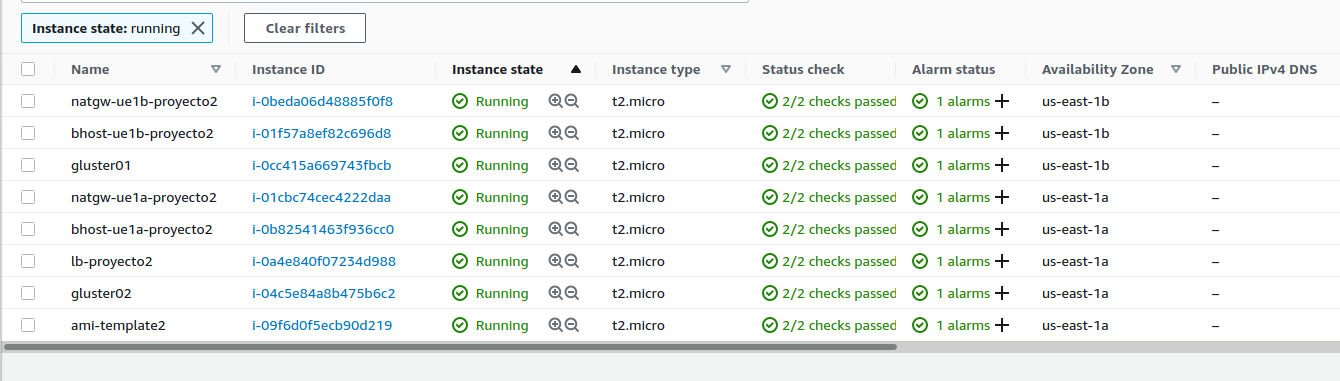 Instance state: running Clear filters
Name Instance ID Instance state Instance type Status check Alarm status Availability Zone Public IPv4 DNS
natgw-ue1b-proyecto2 i-0beda06d48885f0f8 Running t2.micro 2/2 checks passed 1 alarms us-east-1b –
bhost-ue1b-proyecto2 i-01f57a8ef82c696d8 Running t2.micro 2/2 checks passed 1 alarms us-east-1b –
gluster01 i-0cc415a669743fbcb Running t2.micro 2/2 checks passed 1 alarms us-east-1b –
natgw-ue1a-proyecto2 i-01cbc74cec4222daa Running t2.micro 2/2 checks passed 1 alarms us-east-1a –
bhost-ue1a-proyecto2 i-0b82541463f936cc0 Running t2.micro 2/2 checks passed 1 alarms us-east-1a –
lb-proyecto2 i-0a4e840f07234d988 Running t2.micro 2/2 checks passed 1 alarms us-east-1a –
gluster02 i-04c5e84a8b475b6c2 Running t2.micro 2/2 checks passed 1 alarms us-east-1a –
ami-template2 i-09f6d0f5ecb90d219 Running t2.micro 2/2 checks passed 1 alarms us-east-1a –